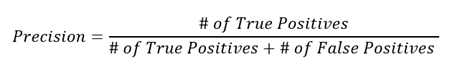 # of True Positives
Precision =
# of True Positives + # of False Positives